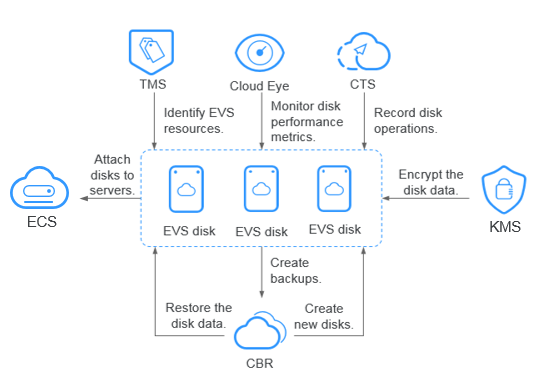 TMS
Cloud Eye
CTS
Identify EVS
resources.
Monitor disk
performance
metrics.
Record disk
operations.
Attach
disks to
servers.
ECS
EVS disk
EVS disk
EVS disk
Encrypt the
disk data.
KMS
Create
backups.
Restore the
disk data.
Create
new disks.
CBR